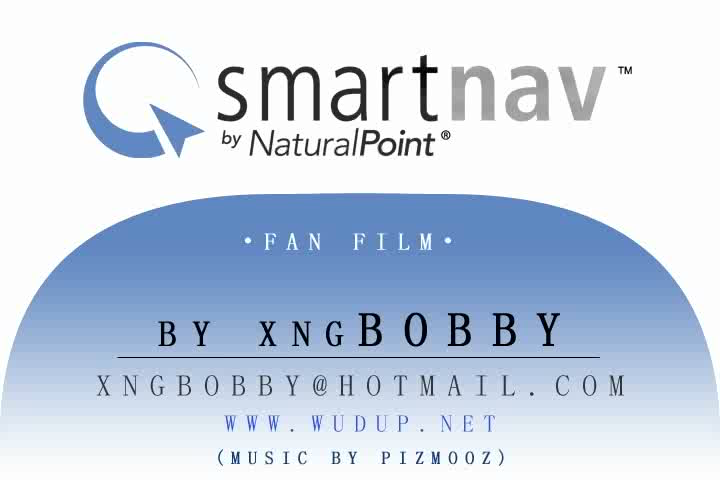 smartnav™
by NaturalPoint®
•FAN FILM•
BY XNGBOBBY
XNGBOBBY@HOTMAIL.COM
WWW.WUDUP.NET
(MUSIC BY PIZMOOZ)